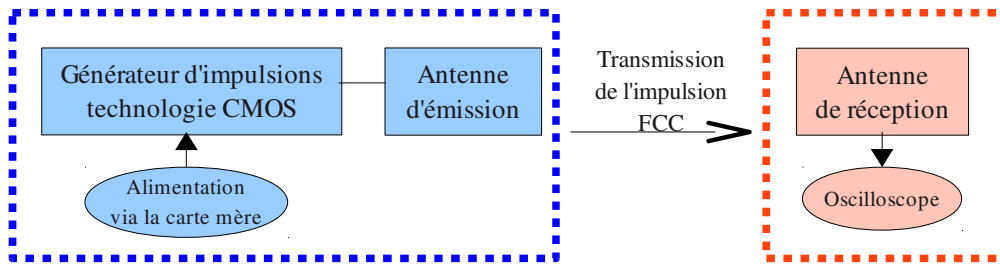 Générateur d'impulsions
technologie CMOS
Antenne
d'émission
Alimentation
via la carte mère
Transmission
de l'impulsion
FCC
Antenne
de réception
Oscilloscope